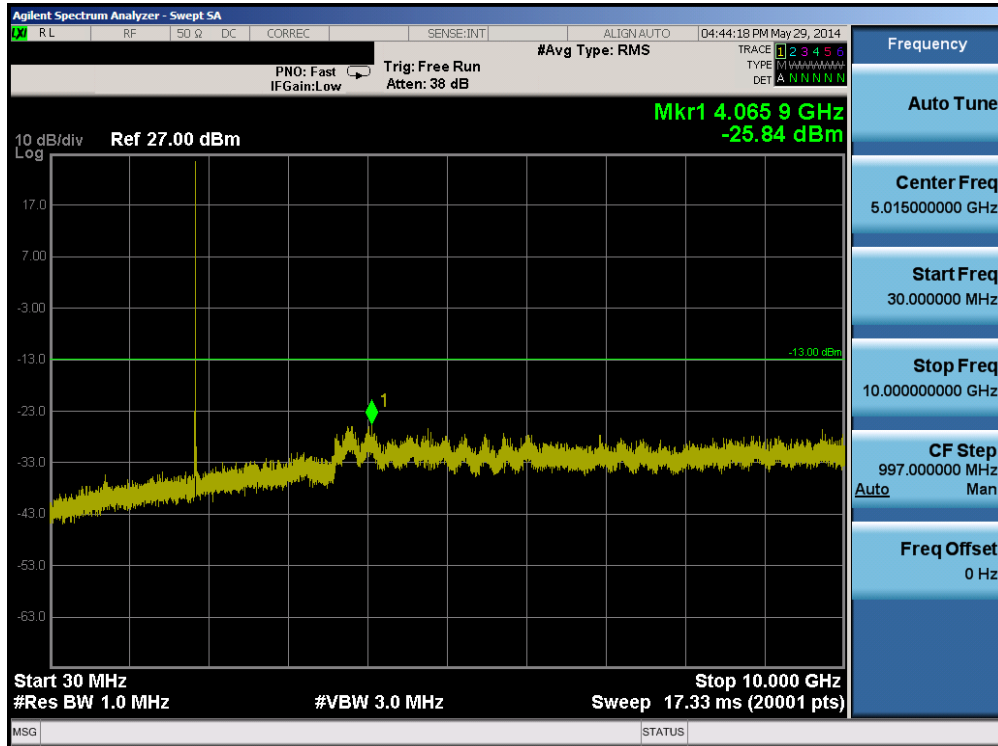 Agilent Spectrum Analyzer - Swept SA
LXI RL RF 50 Ω DC CORREC SENSE:INT ALIGN AUTO 04:44:18 PM May 29, 2014
#Avg Type: RMS
TRACE 1 2 3 4 5 6
PNO: Fast Trig: Free Run
TYPE M WWWWW
IFGain:Low Atten: 38 dB
DET A N N N N N
Mkr1 4.065 9 GHz
-25.84 dBm
10 dB/div Ref 27.00 dBm
Log
17.0
7.00
-3.00
-13.0
-13.00 dBm
-23.0
1
-33.0
-43.0
-53.0
-63.0
Start 30 MHz Stop 10.000 GHz
#Res BW 1.0 MHz #VBW 3.0 MHz Sweep 17.33 ms (20001 pts)
MSG STATUS
Frequency
Auto Tune
Center Freq
5.015000000 GHz
Start Freq
30.000000 MHz
Stop Freq
10.000000000 GHz
CF Step
997.000000 MHz
Auto Man
Freq Offset
0 Hz